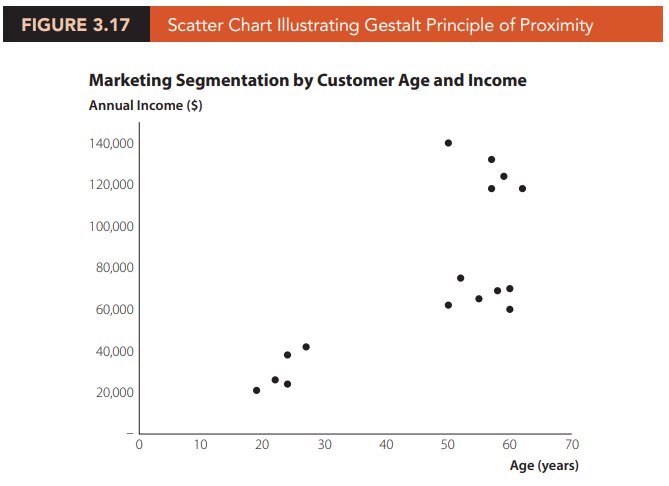 FIGURE 3.17 Scatter Chart Illustrating Gestalt Principle of Proximity
Marketing Segmentation by Customer Age and Income
Annual Income ($)
140,000
120,000
100,000
80,000
60,000
40,000
20,000
–
0 10 20 30 40 50 60 70
Age (years)